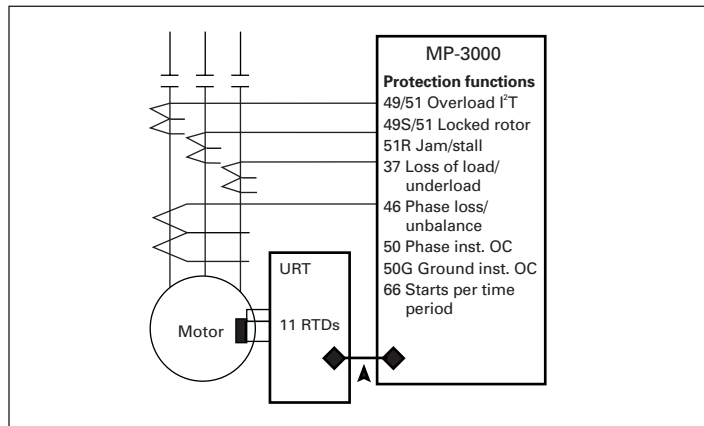 MP-3000
Protection functions
49/51 Overload I²T
49S/51 Locked rotor
51R Jam/stall
37 Loss of load/
underload
46 Phase loss/
unbalance
50 Phase inst. OC
50G Ground inst. OC
66 Starts per time
period
URT
11 RTDs
Motor